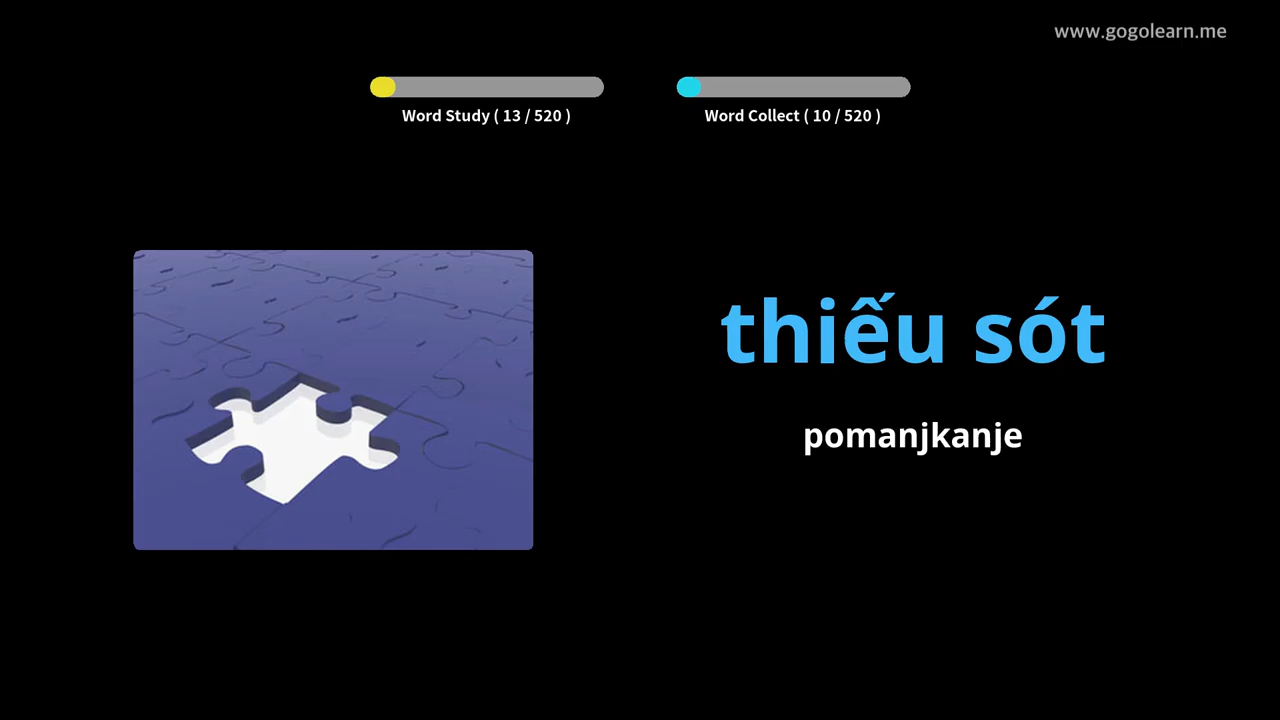 www.gogolearn.me
Word Study ( 13 / 520 )
Word Collect ( 10 / 520 )
thiếu sót
pomanjkanje